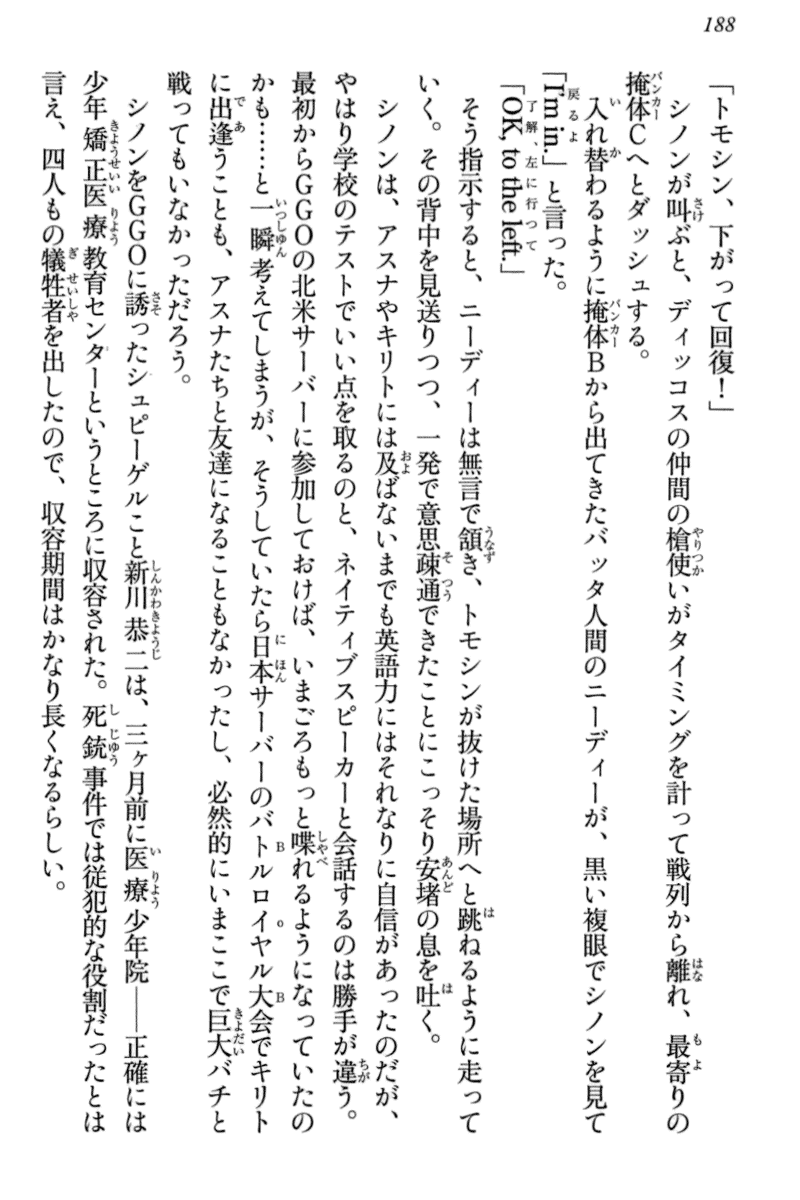 188
「トモシン、下がって回復！」
　シノンが叫ぶと、ディッコスの仲間の槍使いがタイミングを計って戦列から離れ、最寄りの
掩体Cへとダッシュする。
　入れ替わるように掩体Bから出てきたバッタ人間のニーディーが、黒い複眼でシノンを見て
「I'm in.」と言った。
「OK, to the left.」
　そう指示すると、ニーディーは無言で頷き、トモシンが抜けた場所へと跳ねるように走って
いく。その背中を見送りつつ、一発で意思疎通できたことにこっそり安堵の息を吐く。
　シノンは、アスナやキリトには及ばないまでも英語力にはそれなりに自信があったのだが、
やはり学校のテストでいい点を取るのと、ネイティブスピーカーと会話するのは勝手が違う。
最初からGGOの北米サーバーに参加しておけば、いまごろもっと喋れるようになっていたの
かも……と一瞬考えてしまうが、そうしていたら日本サーバーのバトルロイヤル大会でキリト
に出逢うことも、アスナたちと友達になることもなかったし、必然的にいまここで巨大バチと
戦ってもいなかっただろう。
　シノンをGGOに誘ったシュピーゲルこと新川恭二は、三ヶ月前に医療少年院――正確には
少年矯正医療教育センターというところに収容された。死銃事件では従犯的な役割だったとは
言え、四人もの犠牲者を出したので、収容期間はかなり長くなるらしい。